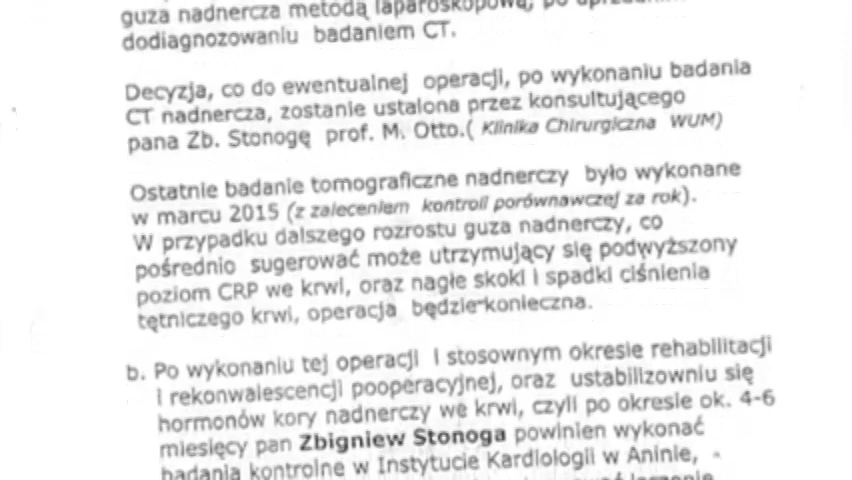 guza nadnercza metodą laparoskopową, po
dodiagnozowaniu badaniem CT.
Decyzja, co do ewentualnej operacji, po wykonaniu badania
CT nadnercza, zostanie ustalona przez konsultującego
pana Zb. Stonogę prof. M. Otto.( Klinika Chirurgiczna WUM)
Ostatnie badanie tomograficzne nadnerczy było wykonane
w marcu 2015 (z zaleceniem kontroli porównawczej za rok).
W przypadku dalszego rozrostu guza nadnerczy, co
pośrednio sugerować może utrzymujący się podwyższony
poziom CRP we krwi, oraz nagłe skoki i spadki ciśnienia
tętniczego krwi, operacja będzie konieczna.
b. Po wykonaniu tej operacji i stosownym okresie rehabilitacji
i rekonwalescencji pooperacyjnej, oraz ustabilizowniu się
hormonów kory nadnerczy we krwi, czyli po okresie ok. 4-6
miesięcy pan Zbigniew Stonoga powinien wykonać
badania kontrolne w Instytucie Kardiologii w Aninie,